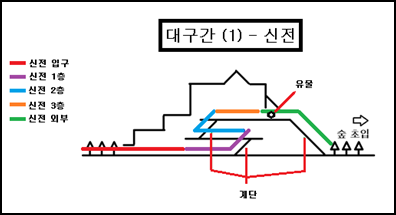 대구간 (1) - 신전
신전 입구
신전 1층
신전 2층
신전 3층
신전 외부
유물
숲 초입
계단